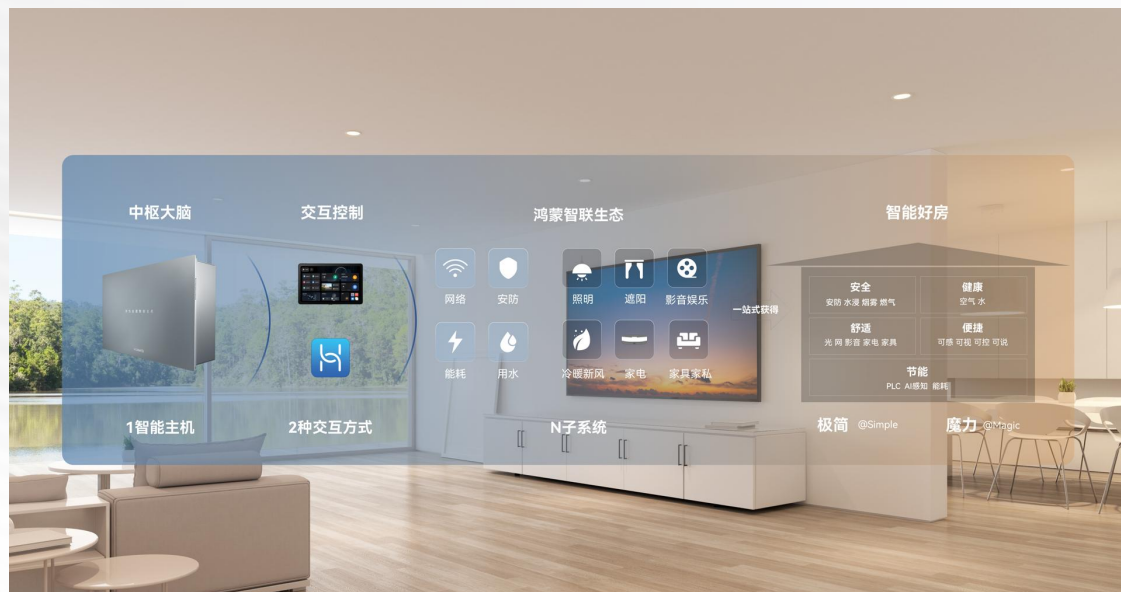 中枢大脑
交互控制
鸿蒙智联生态
智能好房
网络
安防
照明
遮阳
影音娱乐
能耗
用水
冷暖新风
家电
家具家私
一站式获得
安全
安防 水浸 烟雾 燃气
健康
空气 水
舒适
光 网 影音 家电 家具
便捷
可感 可视 可控 可说
节能
PLC AI感知 能耗
1智能主机
2种交互方式
N子系统
极简 @Simple
魔力 @Magic